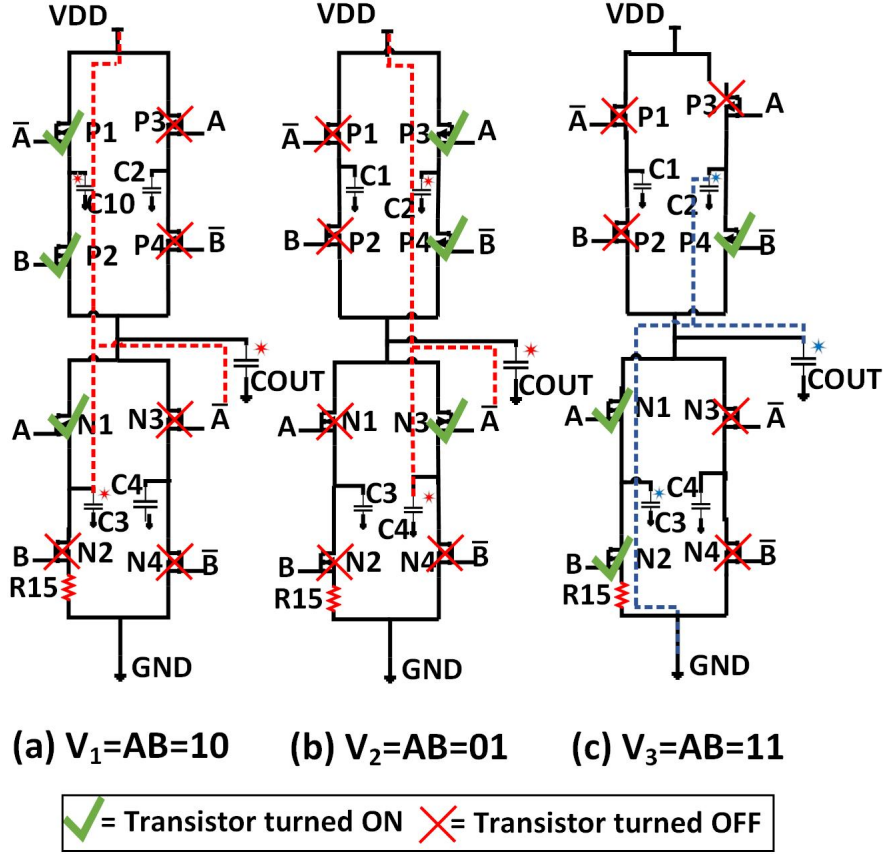 VDD VDD VDD
A̅ P1 P3 A A̅ P1 P3 A A̅ P1 P3 A
C10 C2 C1 C2 C1 C2
B P2 P4 B̅ B P2 P4 B̅ B P2 P4 B̅
COUT COUT COUT
A N1 N3 A̅ A N1 N3 A̅ A N1 N3 A̅
C3 C4 C3 C4 C3 C4
B N2 N4 B̅ B N2 N4 B̅ B N2 N4 B̅
R15 R15 R15
GND GND GND
(a) V₁=AB=10 (b) V₂=AB=01 (c) V₃=AB=11
= Transistor turned ON = Transistor turned OFF